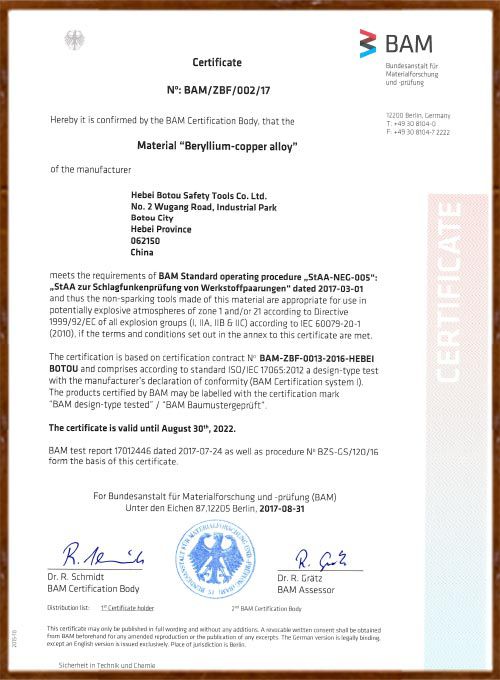 BAM
Bundesanstalt für
Materialforschung
und -prüfung
Certificate
Nº: BAM/ZBF/002/17
Hereby it is confirmed by the BAM Certification Body, that the
12200 Berlin, Germany
T: +49 30 8104-0
F: +49 30 8104-7 2222
Material “Beryllium-copper alloy”
of the manufacturer
Hebei Botou Safety Tools Co. Ltd.
No. 2 Wugang Road, Industrial Park
Botou City
Hebei Province
062150
China
CERTIFICATE
meets the requirements of BAM Standard operating procedure „StAA-NEG-005“:
„StAA zur Schlagfunkenprüfung von Werkstoffpaarungen“ dated 2017-03-01
and thus the non-sparking tools made of this material are appropriate for use in
potentially explosive atmospheres of zone 1 and/or 21 according to Directive
1999/92/EC of all explosion groups (I, IIA, IIB & IIC) according to IEC 60079-20-1
(2010), if the terms and conditions set out in the annex to this certificate are met.
The certification is based on certification contract Nº BAM-ZBF-0013-2016-HEBEI
BOTOU and comprises according to standard ISO/IEC 17065:2012 a design-type test
with the manufacturer's declaration of conformity (BAM Certification system I).
The products certified by BAM may be labelled with the certification mark
“BAM design-type tested” / “BAM Baumustergeprüft”.
The certificate is valid until August 30th, 2022.
BAM test report 17012446 dated 2017-07-24 as well as procedure Nº BZS-GS/120/16
form the basis of this certificate.
For Bundesanstalt für Materialforschung und -prüfung (BAM)
Unter den Eichen 87,12205 Berlin, 2017-08-31
Dr. R. Schmidt
BAM Certification Body
Dr. R. Grätz
BAM Assessor
Distribution list: 1st Certificate holder 2nd BAM Certification Body
This certificate may only be published in full wording and without any additions. A revocable written consent shall be obtained
from BAM beforehand for any amended reproduction or the publication of any excerpts. The German version is legally binding,
except an English version is issued exclusively. Place of jurisdiction is Berlin.
Sicherheit in Technik und Chemie